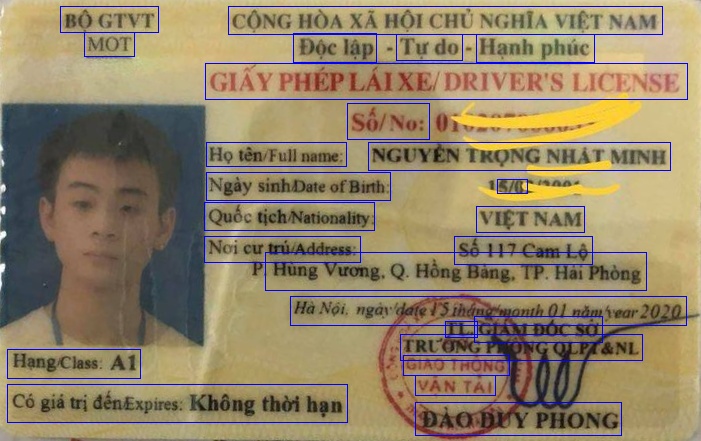 BỘ GTVT
MOT
CỘNG HÒA XÃ HỘI CHỦ NGHĨA VIỆT NAM
Độc lập - Tự do - Hạnh phúc
GIẤY PHÉP LÁI XE/ DRIVER'S LICENSE
Số/No:
Họ tên/Full name: NGUYỄN TRỌNG NHẬT MINH
Ngày sinh/Date of Birth:
Quốc tịch/Nationality: VIỆT NAM
Nơi cư trú/Address: Số 117 Cam Lộ
P. Hùng Vương, Q. Hồng Bàng, TP. Hải Phòng
Hà Nội, ngày/date 15 tháng/month 01 năm/year 2020
TL. GIÁM ĐỐC SỞ
TRƯỞNG PHÒNG QLPT&NL
GIAO THÔNG
VẬN TẢI
Hạng/Class: A1
Có giá trị đến/Expires: Không thời hạn
ĐÀO DUY PHONG